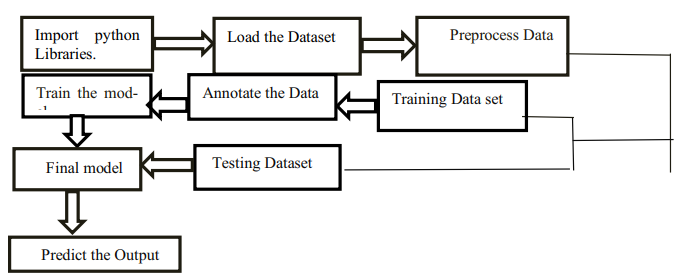 Import python
Libraries.
Load the Dataset
Preprocess Data
Train the mod-
Annotate the Data
Training Data set
Final model
Testing Dataset
Predict the Output